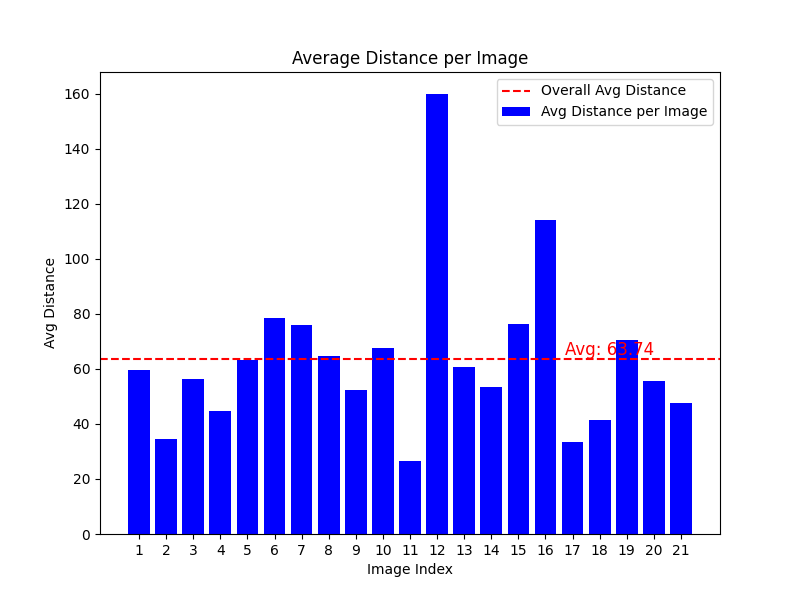 Average Distance per Image
Overall Avg Distance
Avg Distance per Image
160
140
120
100
80
60
40
20
0
Avg Distance
Avg: 63.74
1 2 3 4 5 6 7 8 9 10 11 12 13 14 15 16 17 18 19 20 21
Image Index